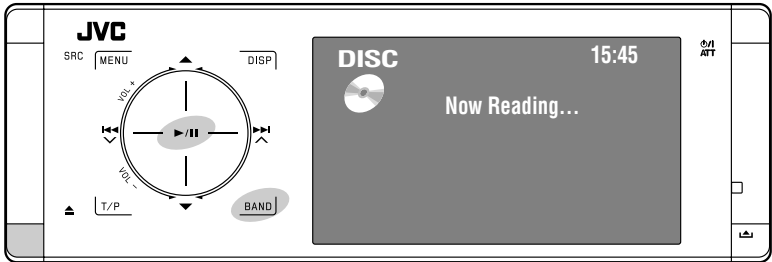 JVC
SRC
MENU
DISP
VOL +
VOL –
T/P
BAND
DISC
15:45
Now Reading...
/I
ATT